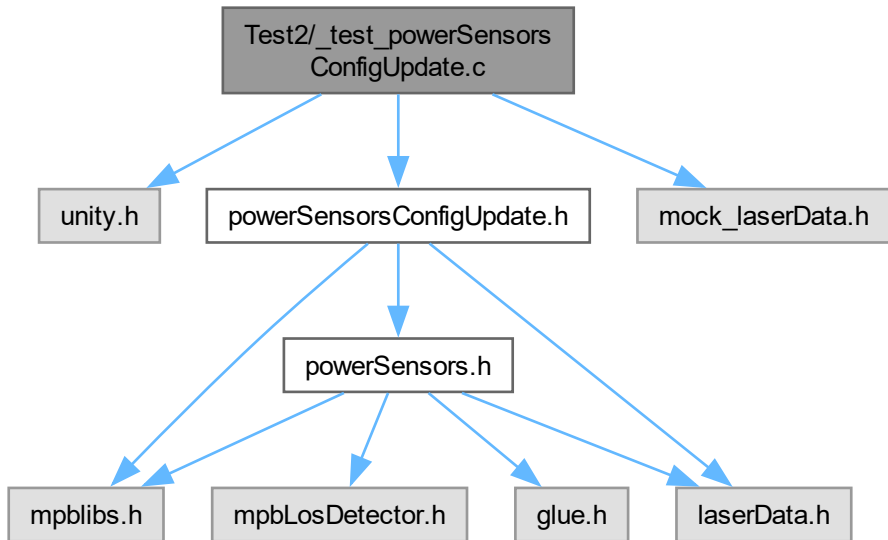 Test2/_test_powerSensors
ConfigUpdate.c
unity.h
powerSensorsConfigUpdate.h
mock_laserData.h
powerSensors.h
mpblibs.h
mpbLosDetector.h
glue.h
laserData.h